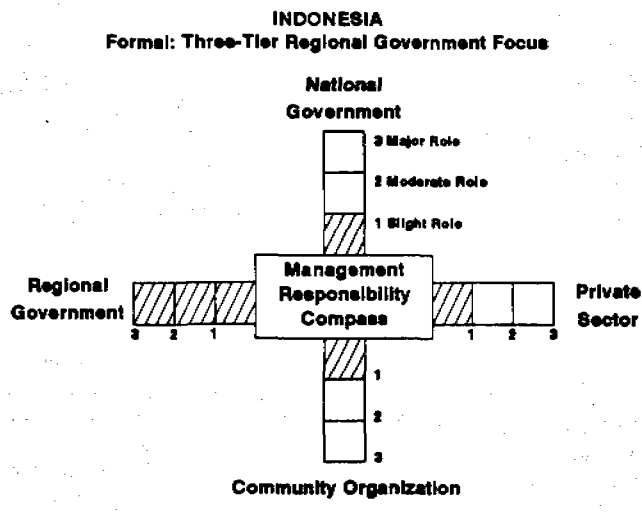 INDONESIA
Formal: Three-Tier Regional Government Focus
National
Government
3 Major Role
2 Moderate Role
1 Slight Role
Management
Responsibility
Compass
Regional
Government
3 2 1
Private
Sector
1 2 3
1
2
3
Community Organization